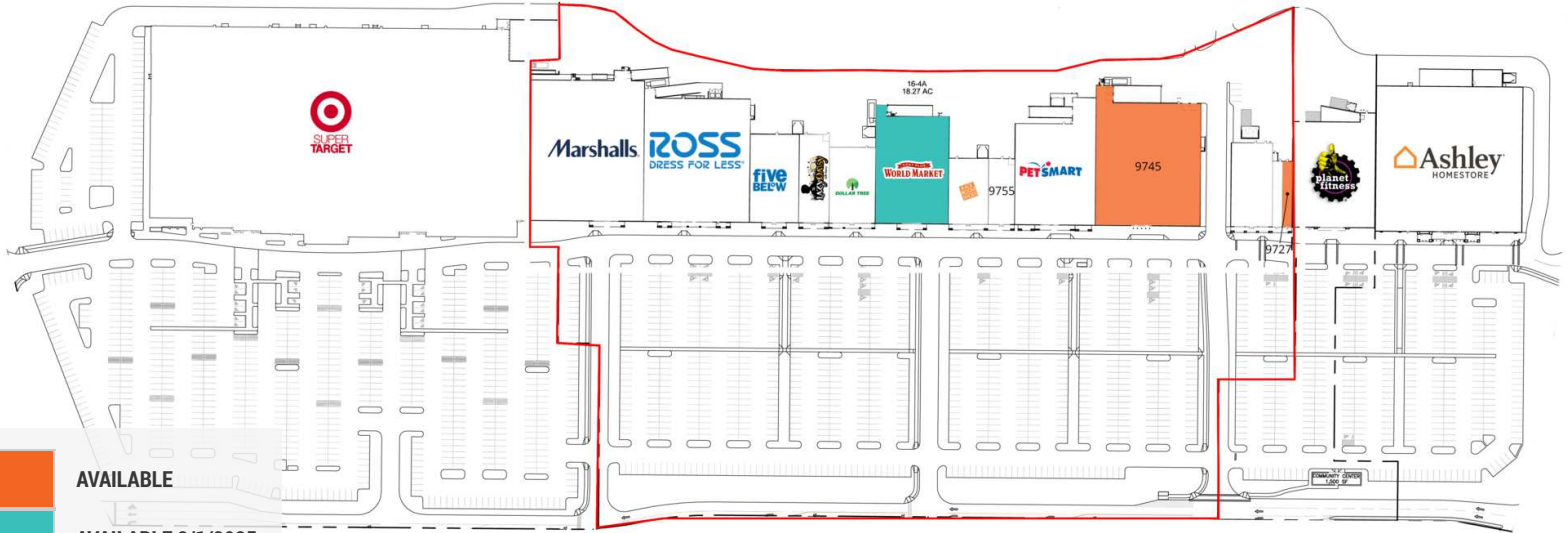 16-4A
18.27 AC
SUPER
TARGET
Marshalls.
ROSS
DRESS FOR LESS
five
BEL°W
DOLLAR TREE
WORLD MARKET
9755
PETSMART
9745
9727
planet
fitness
Ashley
HOMESTORE
COMMUNITY CENTER
1,500 SF
AVAILABLE